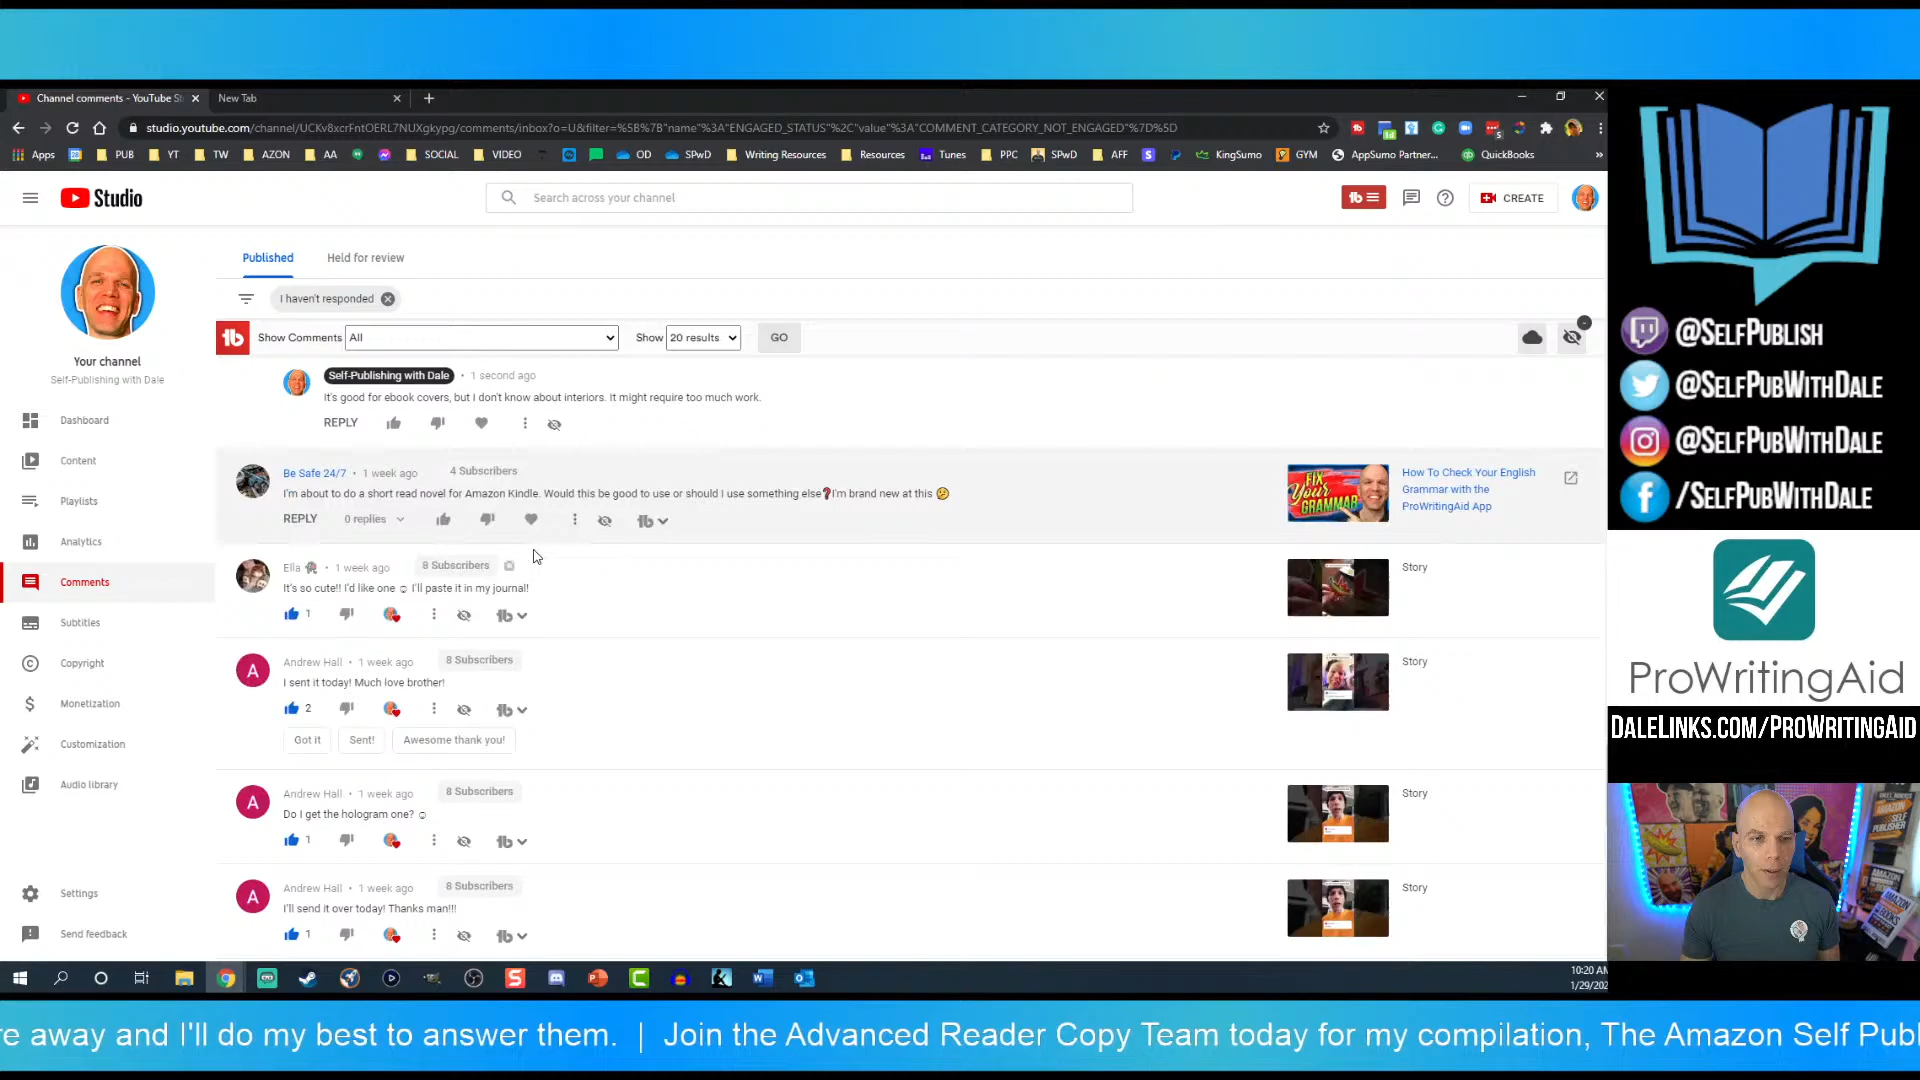 Channel comments - YouTube St
New Tab
studio.youtube.com/channel/UCKv8xcrFntOERL7NUXgkypg/comments/inbox?o=U&filter=%5B%7B"name"%3A"ENGAGED_STATUS"%2C"value"%3A"COMMENT_CATEGORY_NOT_ENGAGED"%7D%5D
Apps PUB YT TW AZON AA SOCIAL VIDEO OD SPwD Writing Resources Resources Tunes PPC SPwD AFF KingSumo GYM AppSumo Partner... QuickBooks »
Studio
Search across your channel
CREATE
Your channel
Self-Publishing with Dale
Dashboard
Content
Playlists
Analytics
Comments
Subtitles
Copyright
Monetization
Customization
Audio library
Settings
Send feedback
Published Held for review
I haven't responded
Show Comments All Show 20 results GO
Self-Publishing with Dale • 1 second ago
It's good for ebook covers, but I don't know about interiors. It might require too much work.
REPLY
Be Safe 24/7 • 1 week ago 4 Subscribers
I'm about to do a short read novel for Amazon Kindle. Would this be good to use or should I use something else❓I'm brand new at this 🤔
REPLY 0 replies
FIX Your GRAMMAR
How To Check Your English
Grammar with the
ProWritingAid App
Ella • 1 week ago 8 Subscribers
It's so cute!! I'd like one ☺ I'll paste it in my journal!
1
Story
Andrew Hall • 1 week ago 8 Subscribers
I sent it today! Much love brother!
2
Got it Sent! Awesome thank you!
Story
Andrew Hall • 1 week ago 8 Subscribers
Do I get the hologram one? ☺
1
Story
Andrew Hall • 1 week ago 8 Subscribers
I'll send it over today! Thanks man!!!
1
Story
10:20 AM
1/29/202
@SELFPUBLISH
@SELFPUBWITHDALE
@SELFPUBWITHDALE
/SELFPUBWITHDALE
ProWritingAid
DALELINKS.COM/PROWRITINGAID
re away and I'll do my best to answer them. | Join the Advanced Reader Copy Team today for my compilation, The Amazon Self Publ